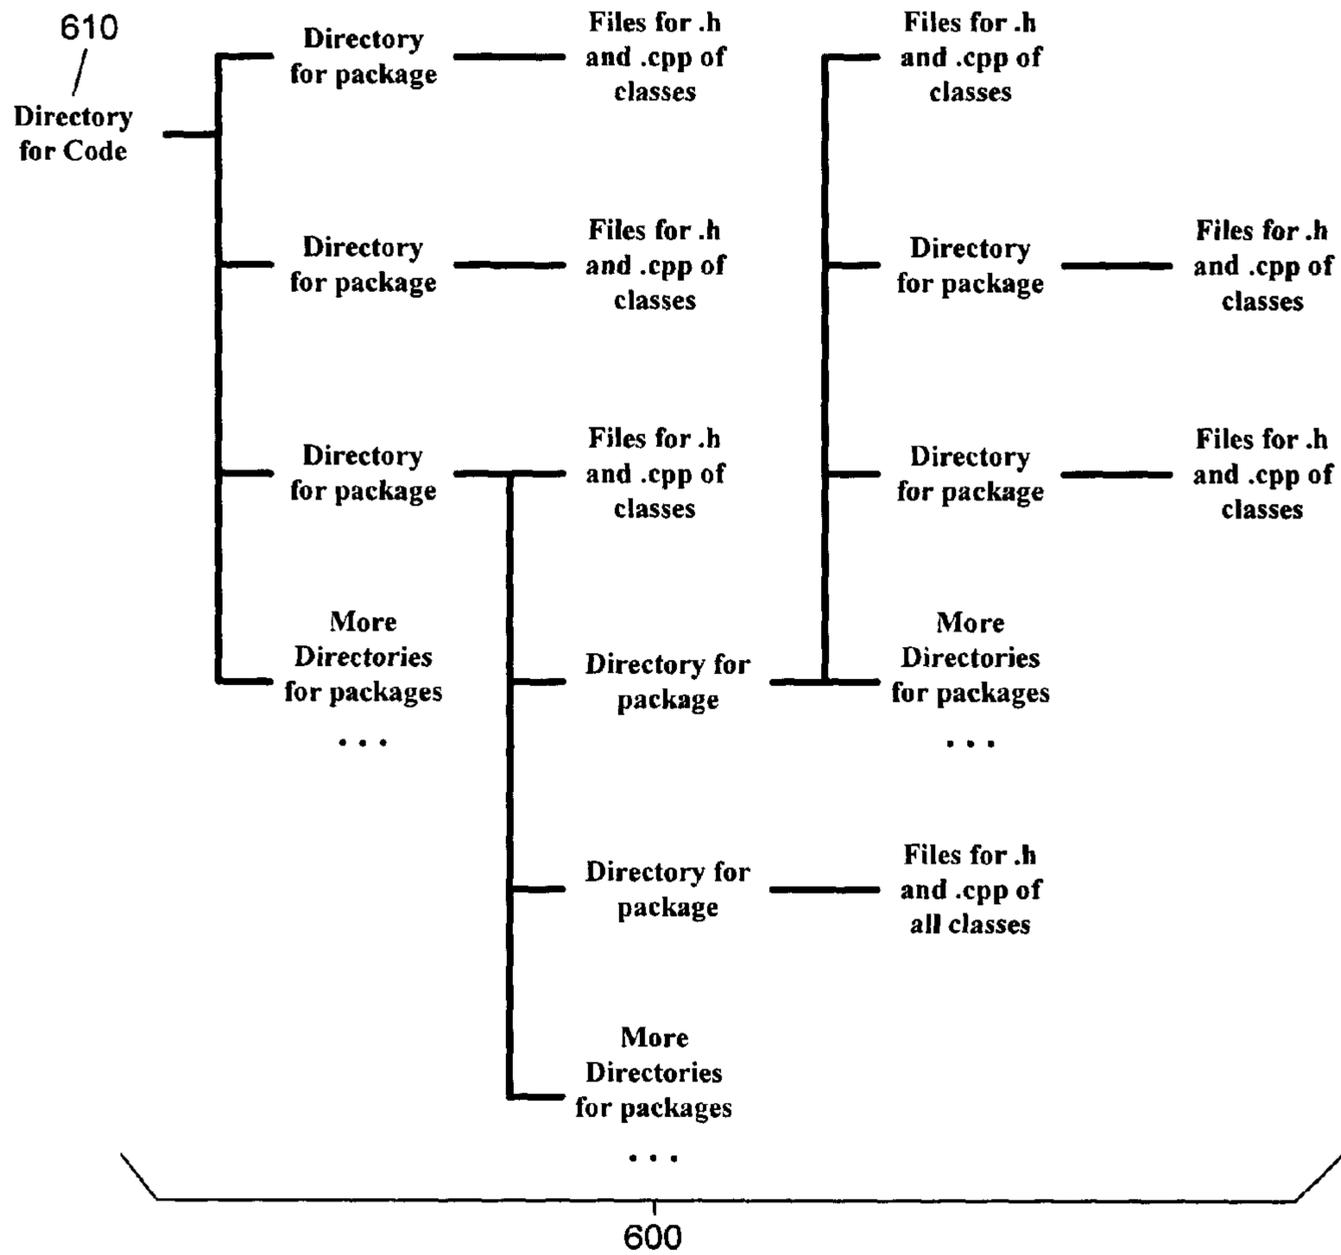 610
Directory
for Code
Directory
for package
Files for .h
and .cpp of
classes
Files for .h
and .cpp of
classes
Directory
for package
Files for .h
and .cpp of
classes
Directory
for package
Files for .h
and .cpp of
classes
Directory
for package
Files for .h
and .cpp of
classes
Directory
for package
Files for .h
and .cpp of
classes
More
Directories
for packages
...
Directory for
package
More
Directories
for packages
...
Directory for
package
Files for .h
and .cpp of
all classes
More
Directories
for packages
...
600